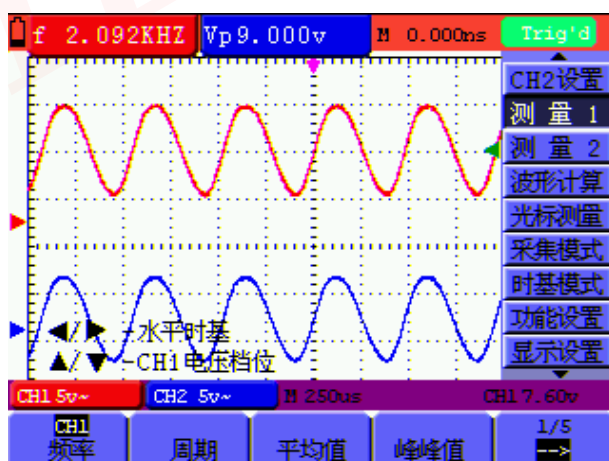 f 2.092KHZ Vp9.000v M 0.000ns Trig'd
CH2设置
测量 1
测量 2
波形计算
光标测量
采集模式
时基模式
功能设置
显示设置
◀/▶ -水平时基
▲/▼ -CH1电压档位
CH1 5v~ CH2 5v~ M 250us CH1 7.60v
CH1
频率 周期 平均值 峰峰值
1/5
-->